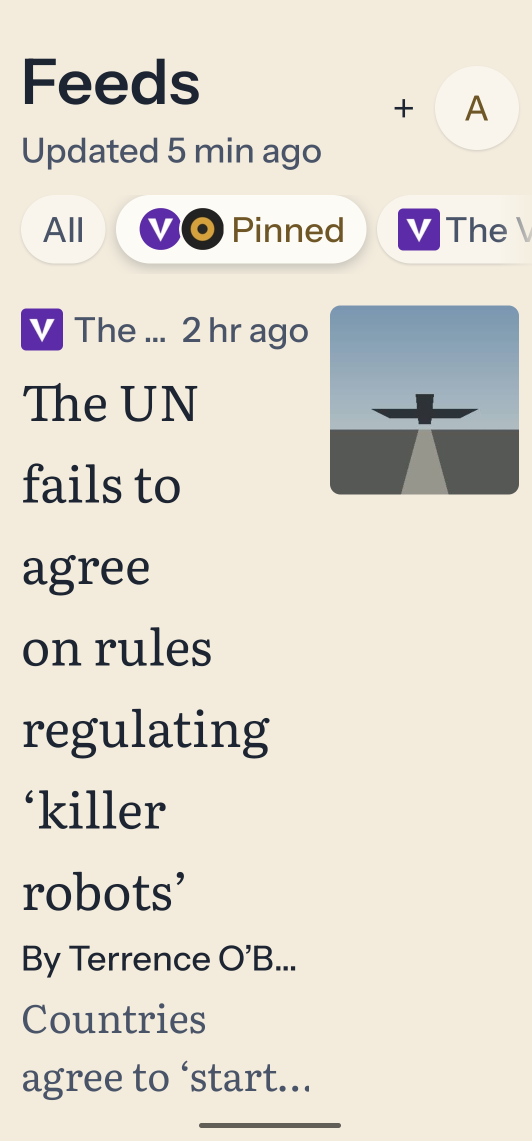 Feeds
Updated 5 min ago
+
A
All
Pinned
The V
The ... 2 hr ago
The UN
fails to
agree
on rules
regulating
‘killer
robots’
By Terrence O’B...
Countries
agree to ‘start...